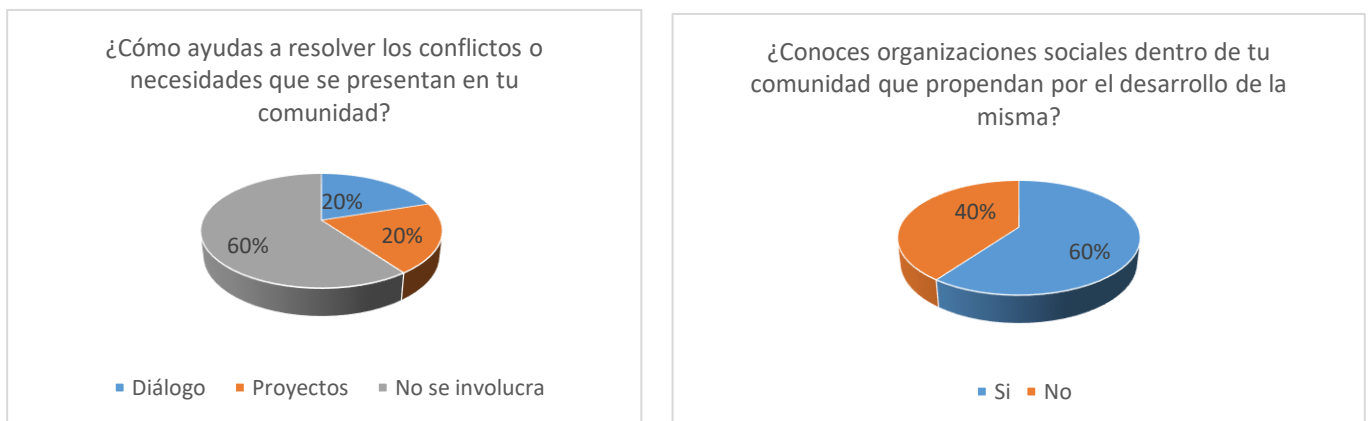 ¿Cómo ayudas a resolver los conflictos o
necesidades que se presentan en tu
comunidad?
20%
20%
60%
Diálogo Proyectos No se involucra
¿Conoces organizaciones sociales dentro de tu
comunidad que propendan por el desarrollo de la
misma?
40%
60%
Si No